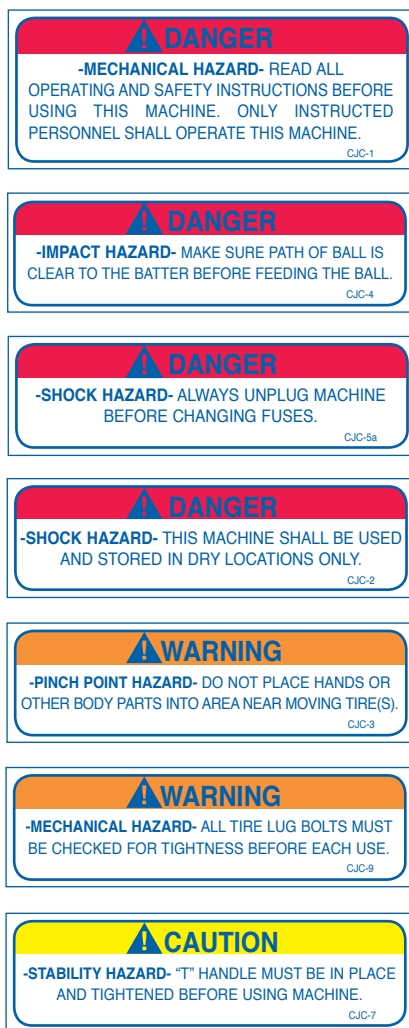 DANGER
-MECHANICAL HAZARD- READ ALL
OPERATING AND SAFETY INSTRUCTIONS BEFORE
USING THIS MACHINE. ONLY INSTRUCTED
PERSONNEL SHALL OPERATE THIS MACHINE.
CJC-1
DANGER
-IMPACT HAZARD- MAKE SURE PATH OF BALL IS
CLEAR TO THE BATTER BEFORE FEEDING THE BALL.
CJC-4
DANGER
-SHOCK HAZARD- ALWAYS UNPLUG MACHINE
BEFORE CHANGING FUSES.
CJC-5a
DANGER
-SHOCK HAZARD- THIS MACHINE SHALL BE USED
AND STORED IN DRY LOCATIONS ONLY.
CJC-2
WARNING
-PINCH POINT HAZARD- DO NOT PLACE HANDS OR
OTHER BODY PARTS INTO AREA NEAR MOVING TIRE(S).
CJC-3
WARNING
-MECHANICAL HAZARD- ALL TIRE LUG BOLTS MUST
BE CHECKED FOR TIGHTNESS BEFORE EACH USE.
CJC-9
CAUTION
-STABILITY HAZARD- “T” HANDLE MUST BE IN PLACE
AND TIGHTENED BEFORE USING MACHINE.
CJC-7